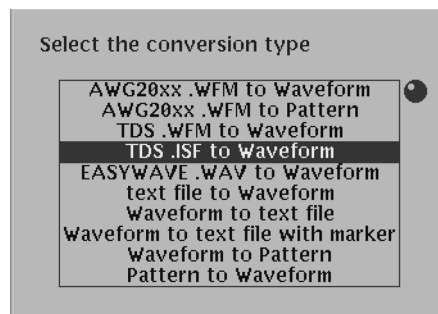 Select the conversion type
AWG20xx .WFM to Waveform
AWG20xx .WFM to Pattern
TDS .WFM to Waveform
TDS .ISF to Waveform
EASYWAVE .WAV to Waveform
text file to Waveform
Waveform to text file
Waveform to text file with marker
Waveform to Pattern
Pattern to Waveform